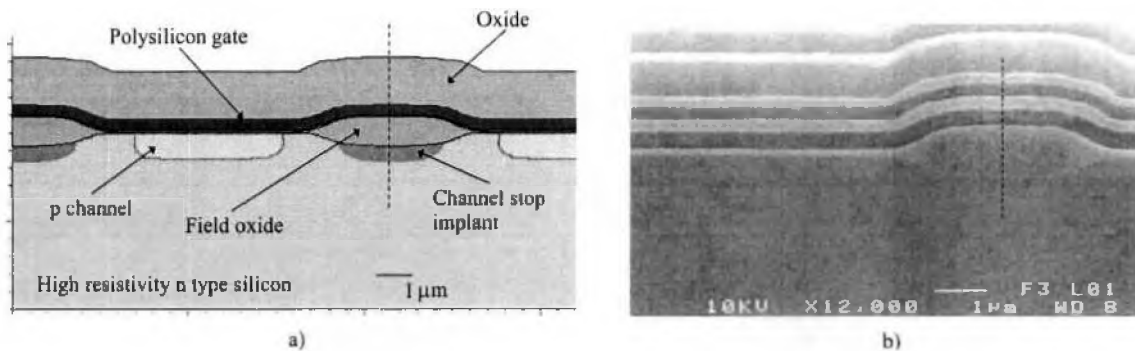 Oxide
Polysilicon gate
p channel
Field oxide
Channel stop
implant
High resistivity n type silicon
1 μm
a)
10KV X12,000 1μm WD 8
F3 L01
b)